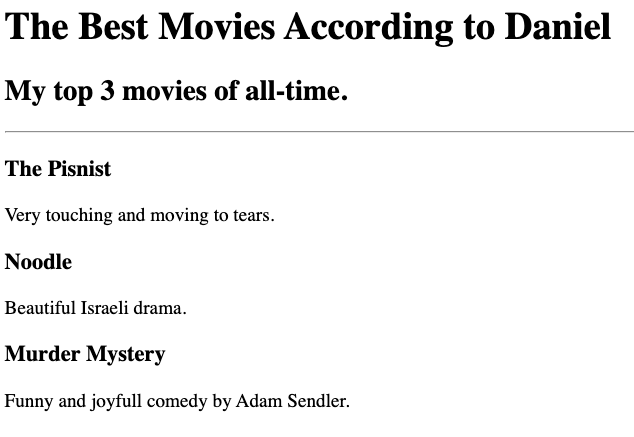 The Best Movies According to Daniel
My top 3 movies of all-time.
The Pisnist
Very touching and moving to tears.
Noodle
Beautiful Israeli drama.
Murder Mystery
Funny and joyfull comedy by Adam Sendler.